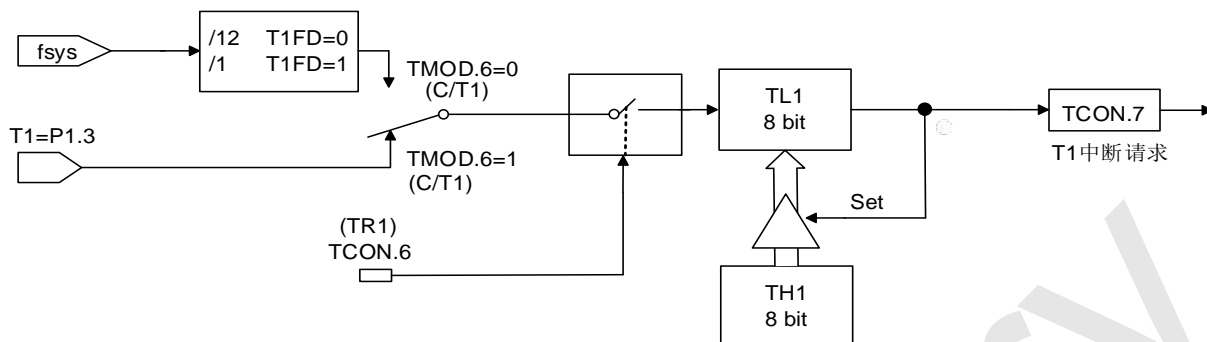 fsys
/12 T1FD=0
/1 T1FD=1
TMOD.6=0
(C/T1)
T1=P1.3
TMOD.6=1
(C/T1)
(TR1)
TCON.6
TL1
8 bit
Set
TH1
8 bit
TCON.7
T1中断请求